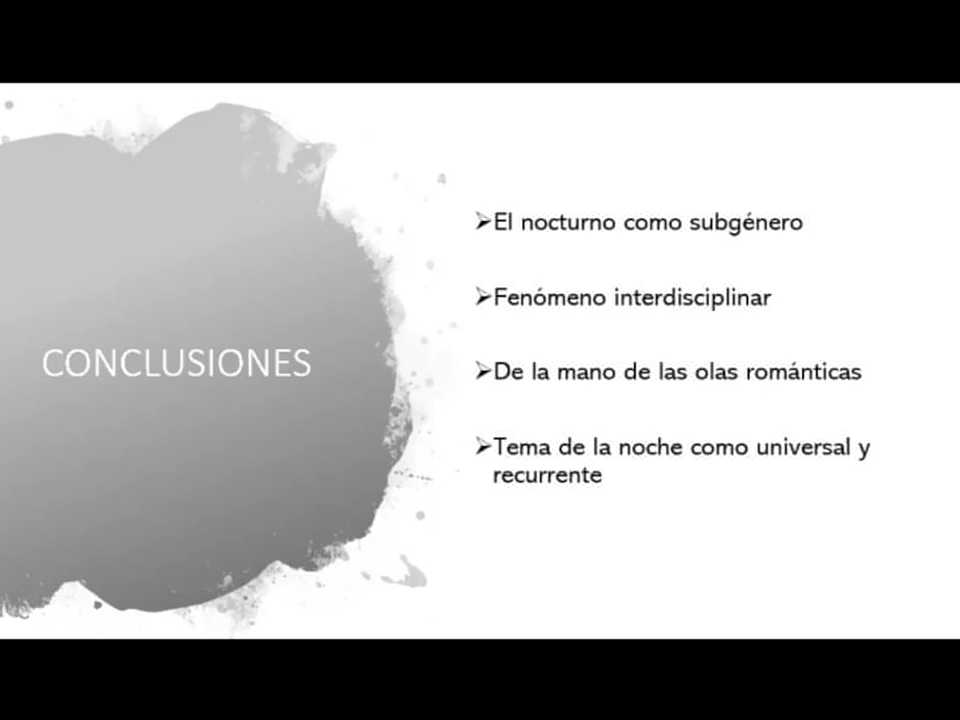 CONCLUSIONES
➢El nocturno como subgénero
➢Fenómeno interdisciplinar
➢De la mano de las olas románticas
➢Tema de la noche como universal y
recurrente